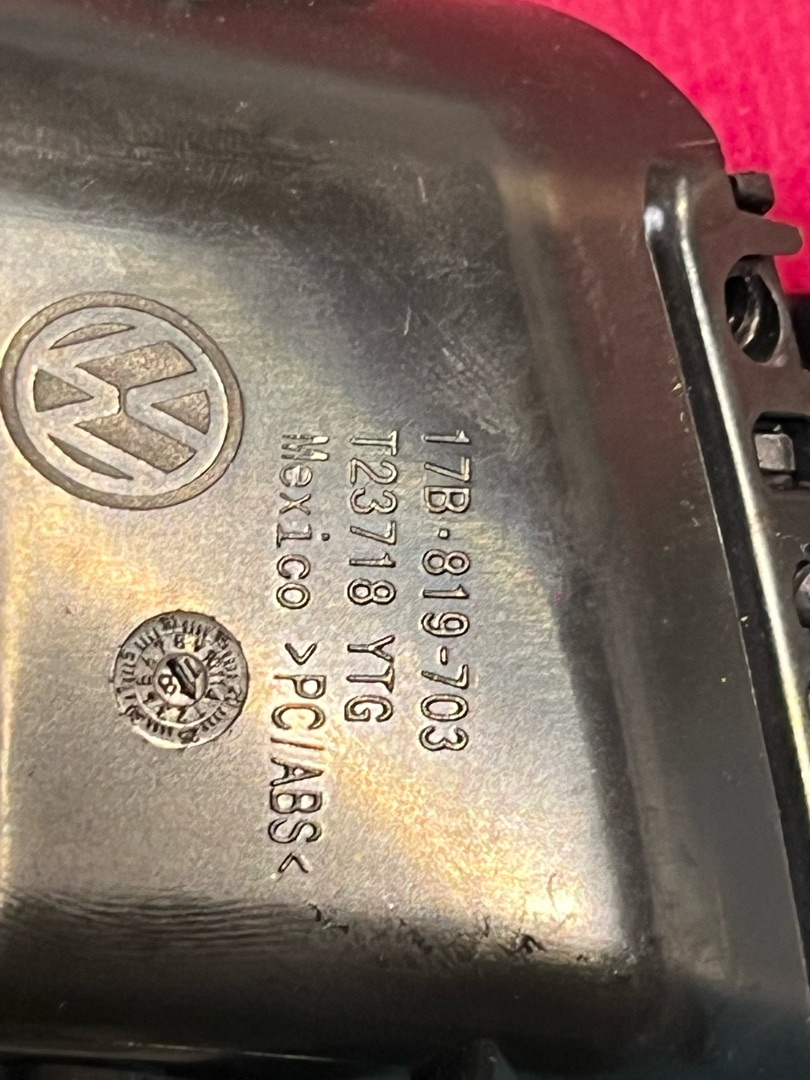 17B·819-703
T23718 YTG
Mexico >PC/ABS<